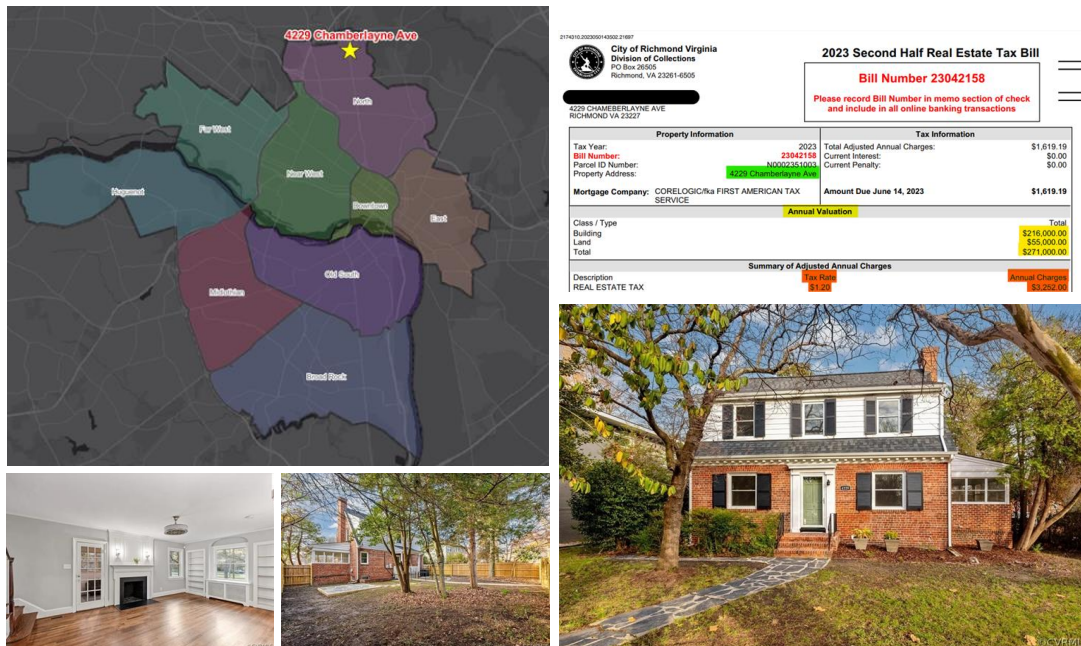 4229 Chamberlayne Ave
North
Far West
Near West
Huguenot
Downtown
East
Old South
Midlothian
Broad Rock
2174310.2023050143502.21697
City of Richmond Virginia
Division of Collections
PO Box 26505
Richmond, VA 23261-6505
2023 Second Half Real Estate Tax Bill
Bill Number 23042158
Please record Bill Number in memo section of check
and include in all online banking transactions
4229 CHAMEBERLAYNE AVE
RICHMOND VA 23227
Property Information
Tax Information
Tax Year: 2023
Bill Number: 23042158
Parcel ID Number: N0002351003
Property Address: 4229 Chamberlayne Ave
Mortgage Company: CORELOGIC/fka FIRST AMERICAN TAX
SERVICE
Total Adjusted Annual Charges: $1,619.19
Current Interest: $0.00
Current Penalty: $0.00
Amount Due June 14, 2023 $1,619.19
Annual Valuation
Class / Type Total
Building $216,000.00
Land $55,000.00
Total $271,000.00
Summary of Adjusted Annual Charges
Description Tax Rate Annual Charges
REAL ESTATE TAX $1.20 $3,252.00